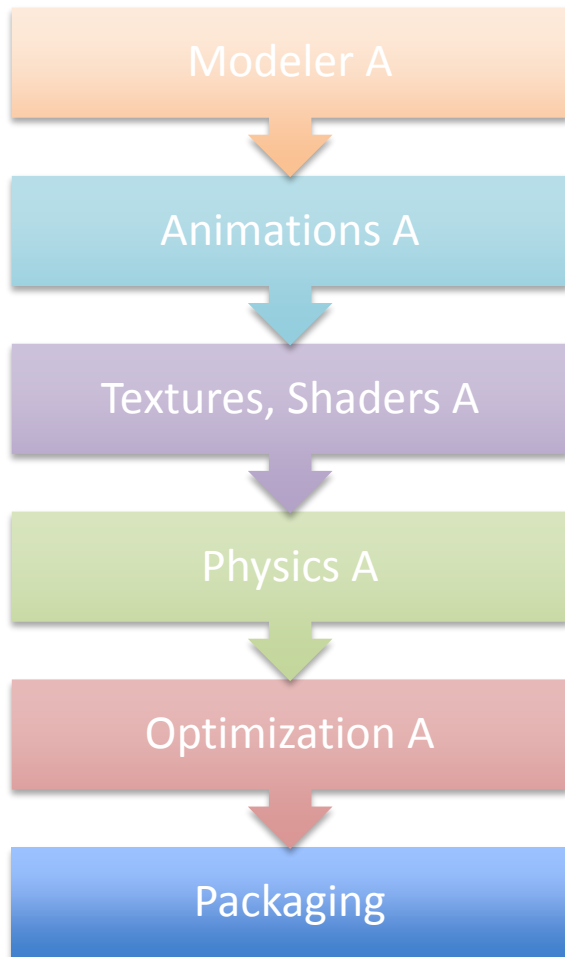 Modeler A
Animations A
Textures, Shaders A
Physics A
Optimization A
Packaging